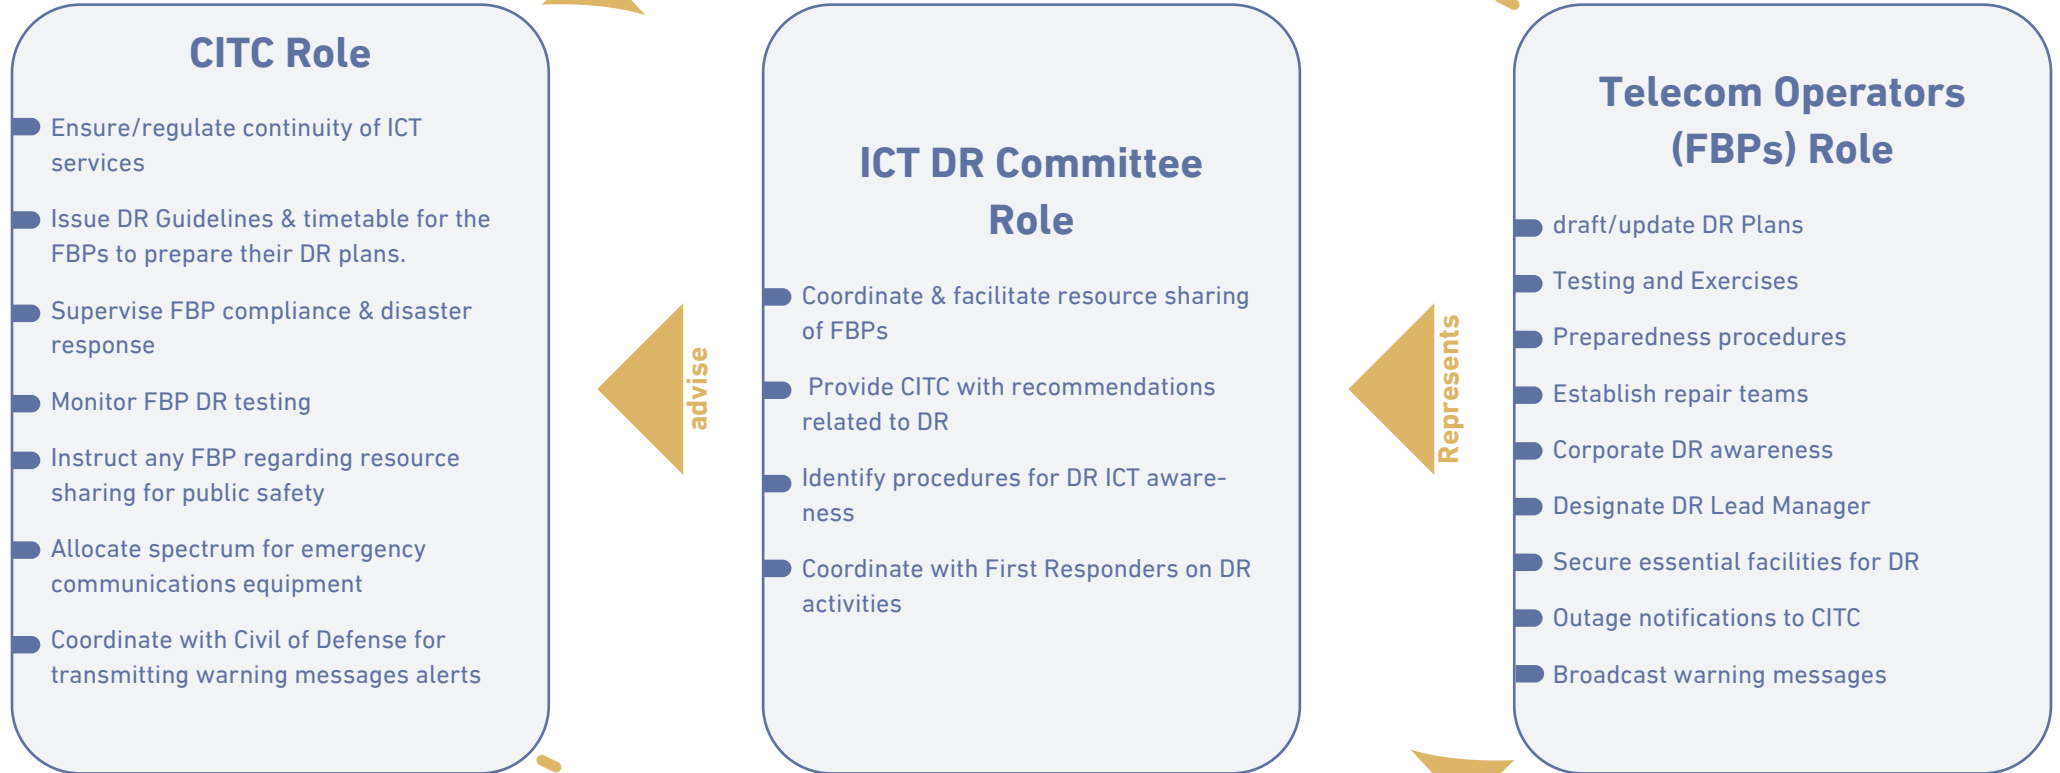 CITC Role
Ensure/regulate continuity of ICT
services
Issue DR Guidelines & timetable for the
FBPs to prepare their DR plans.
Supervise FBP compliance & disaster
response
Monitor FBP DR testing
Instruct any FBP regarding resource
sharing for public safety
Allocate spectrum for emergency
communications equipment
Coordinate with Civil of Defense for
transmitting warning messages alerts
advise
ICT DR Committee
Role
Coordinate & facilitate resource sharing
of FBPs
Provide CITC with recommendations
related to DR
Identify procedures for DR ICT aware-
ness
Coordinate with First Responders on DR
activities
Represents
Telecom Operators
(FBPs) Role
draft/update DR Plans
Testing and Exercises
Preparedness procedures
Establish repair teams
Corporate DR awareness
Designate DR Lead Manager
Secure essential facilities for DR
Outage notifications to CITC
Broadcast warning messages